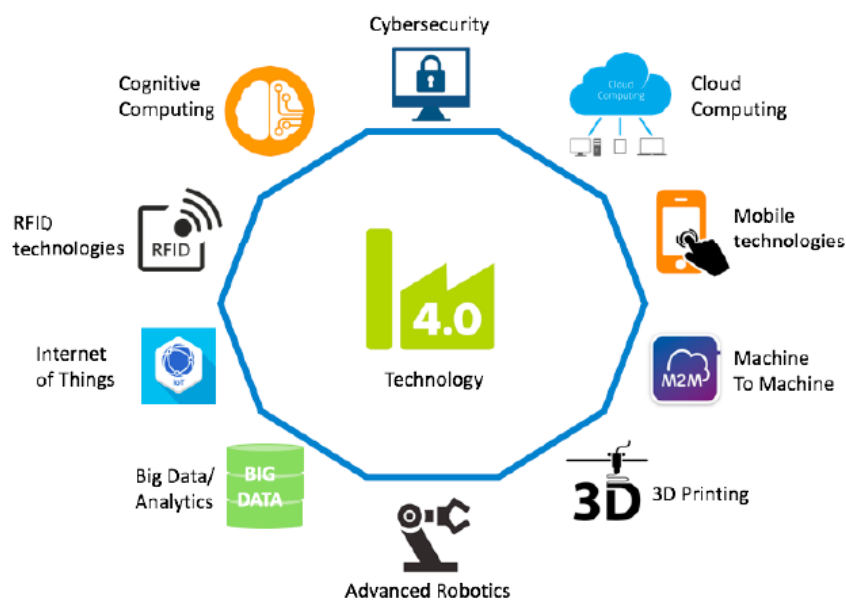 Cybersecurity
Cognitive
Computing
Cloud
Computing
Cloud
Computing
RFID
technologies
RFID
Mobile
technologies
4.0
Technology
Internet
of Things
IOT
M2M
Machine
To Machine
Big Data/
Analytics
BIG
DATA
3D
3D Printing
Advanced Robotics